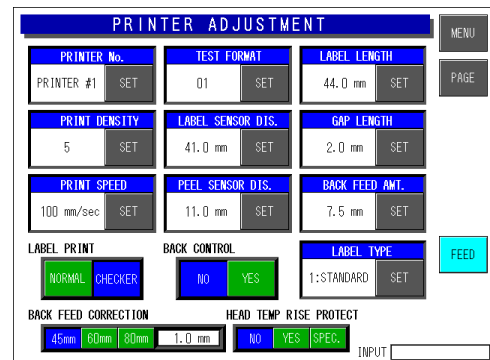 PRINTER ADJUSTMENT
MENU
PRINTER No.
PRINTER #1 SET
TEST FORMAT
01 SET
LABEL LENGTH
44.0 mm SET
PAGE
PRINT DENSITY
5 SET
LABEL SENSOR DIS.
41.0 mm SET
GAP LENGTH
2.0 mm SET
PRINT SPEED
100 mm/sec SET
PEEL SENSOR DIS.
11.0 mm SET
BACK FEED AMT.
7.5 mm SET
LABEL PRINT
NORMAL CHECKER
BACK CONTROL
NO YES
LABEL TYPE
1:STANDARD SET
FEED
BACK FEED CORRECTION
45mm 60mm 80mm 1.0 mm
HEAD TEMP RISE PROTECT
NO YES SPEC.
INPUT